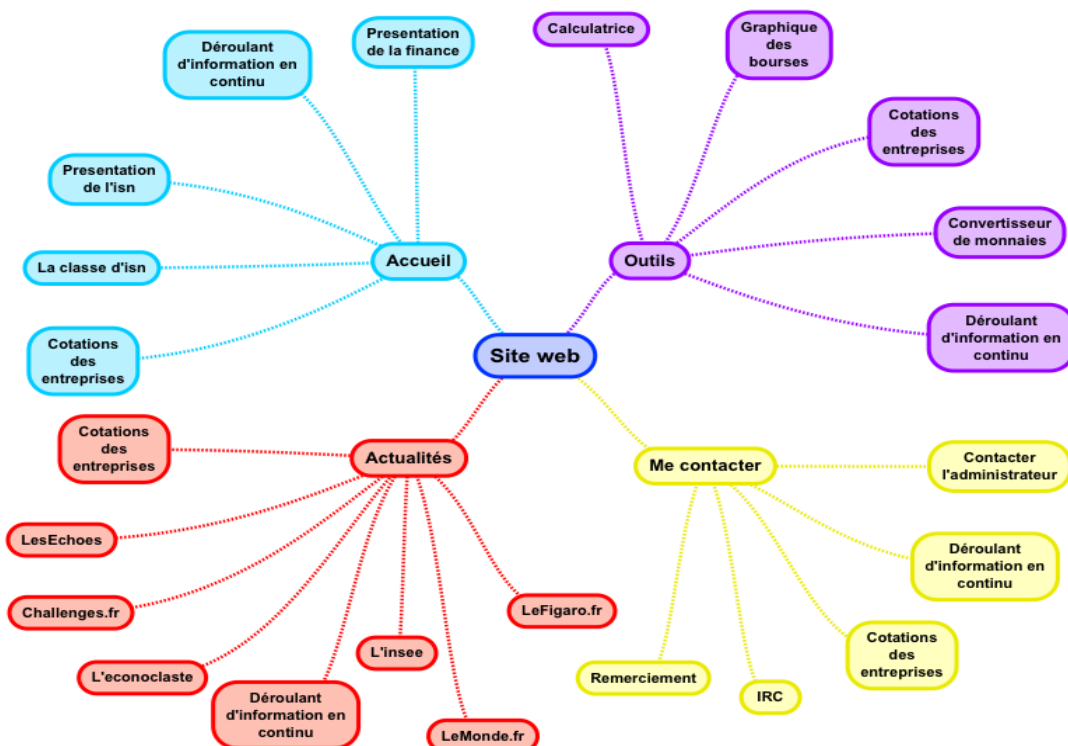 Presentation
de la finance
Déroulant
d'information en
continu
Presentation
de l'isn
La classe d'isn
Cotations
des
entreprises
Accueil
Calculatrice
Graphique
des
bourses
Cotations
des
entreprises
Convertisseur
de monnaies
Déroulant
d'information en
continu
Outils
Site web
Cotations
des
entreprises
Actualités
LesEchoes
Challenges.fr
L'econoclaste
Déroulant
d'information en
continu
L'insee
LeMonde.fr
LeFigaro.fr
Me contacter
Contacter
l'administrateur
Déroulant
d'information en
continu
Cotations
des
entreprises
IRC
Remerciement